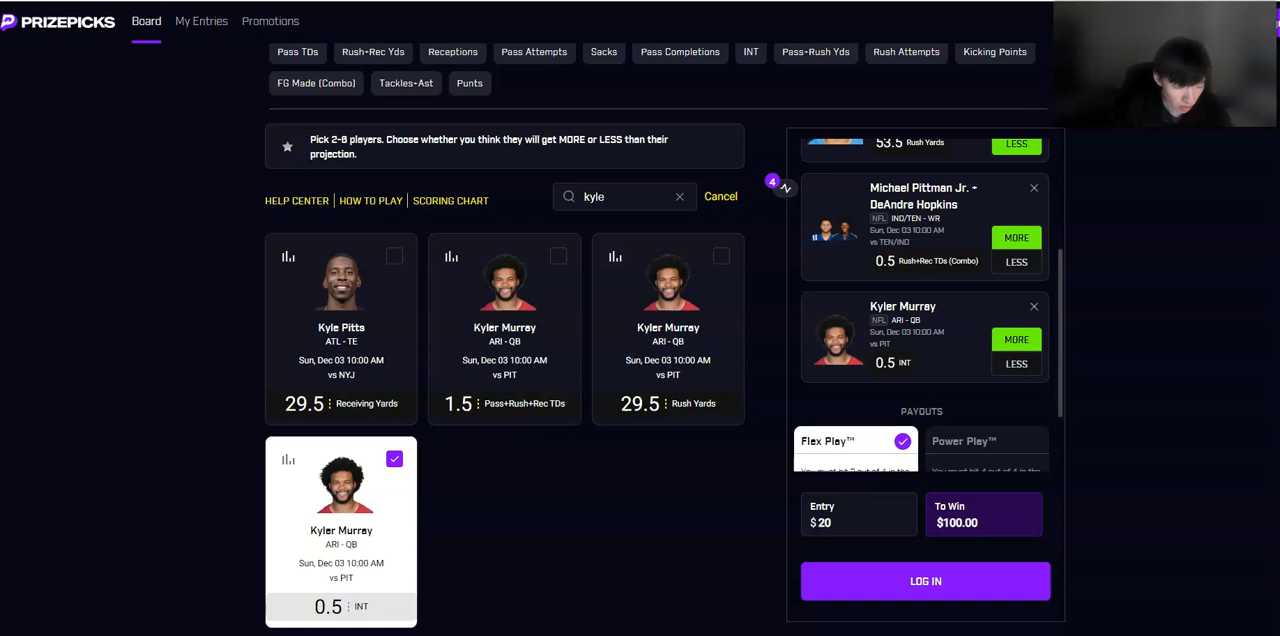 PRIZEPICKS
Board
My Entries
Promotions
Pass TDs
Rush+Rec Yds
Receptions
Pass Attempts
Sacks
Pass Completions
INT
Pass+Rush Yds
Rush Attempts
Kicking Points
FG Made (Combo)
Tackles+Ast
Punts
Pick 2-6 players. Choose whether you think they will get MORE or LESS than their
projection.
HELP CENTER
HOW TO PLAY
SCORING CHART
kyle
Cancel
Kyle Pitts
ATL - TE
Sun, Dec 03 10:00 AM
vs NYJ
29.5 Receiving Yards
Kyler Murray
ARI - QB
Sun, Dec 03 10:00 AM
vs PIT
1.5 Pass+Rush+Rec TDs
Kyler Murray
ARI - QB
Sun, Dec 03 10:00 AM
vs PIT
29.5 Rush Yards
Kyler Murray
ARI - QB
Sun, Dec 03 10:00 AM
vs PIT
0.5 INT
4
53.5 Rush Yards
LESS
Michael Pittman Jr. +
DeAndre Hopkins
NFL IND/TEN - WR
Sun, Dec 03 10:00 AM
vs TEN/IND
0.5 Rush+Rec TDs (Combo)
MORE
LESS
Kyler Murray
NFL ARI - QB
Sun, Dec 03 10:00 AM
vs PIT
0.5 INT
MORE
LESS
PAYOUTS
Flex Play™
Power Play™
Entry
$ 20
To Win
$100.00
LOG IN